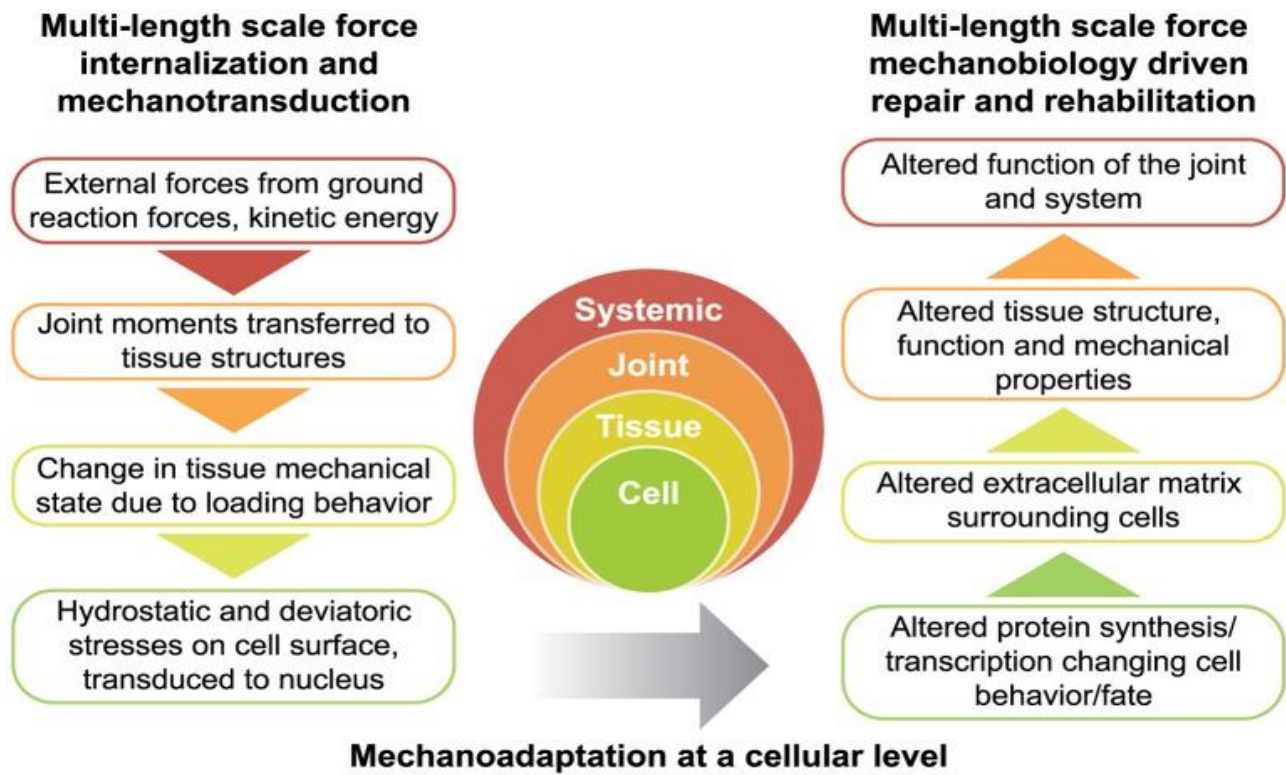 Multi-length scale force
internalization and
mechanotransduction
External forces from ground
reaction forces, kinetic energy
Joint moments transferred to
tissue structures
Change in tissue mechanical
state due to loading behavior
Hydrostatic and deviatoric
stresses on cell surface,
transduced to nucleus
Systemic
Joint
Tissue
Cell
Multi-length scale force
mechanobiology driven
repair and rehabilitation
Altered function of the joint
and system
Altered tissue structure,
function and mechanical
properties
Altered extracellular matrix
surrounding cells
Altered protein synthesis/
transcription changing cell
behavior/fate
Mechanoadaptation at a cellular level